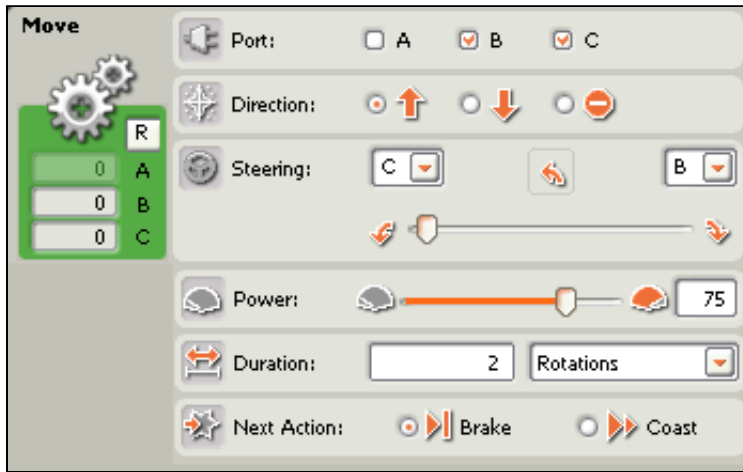 Move
Port: A B C
Direction:
R
0 A
Steering: C B
0 B
0 C
Power: 75
Duration: 2 Rotations
Next Action: Brake Coast